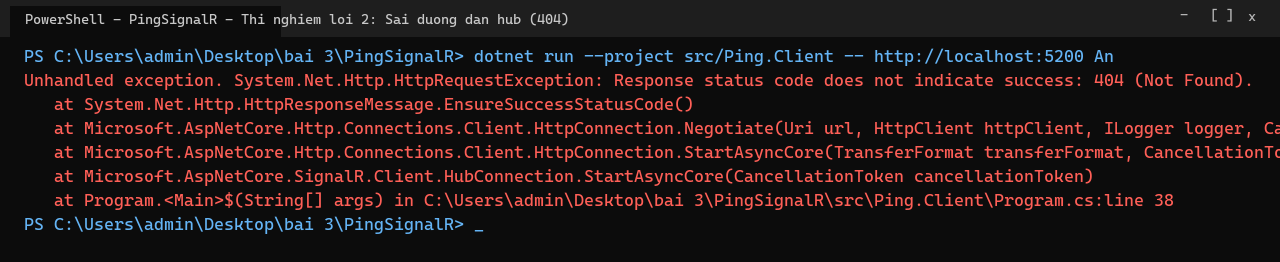 PowerShell - PingSignalR - Thi nghiem loi 2: Sai duong dan hub (404)
- [ ] x
PS C:\Users\admin\Desktop\bai 3\PingSignalR> dotnet run --project src/Ping.Client -- http://localhost:5200 An
Unhandled exception. System.Net.Http.HttpRequestException: Response status code does not indicate success: 404 (Not Found).
   at System.Net.Http.HttpResponseMessage.EnsureSuccessStatusCode()
   at Microsoft.AspNetCore.Http.Connections.Client.HttpConnection.Negotiate(Uri url, HttpClient httpClient, ILogger logger, Ca
   at Microsoft.AspNetCore.Http.Connections.Client.HttpConnection.StartAsyncCore(TransferFormat transferFormat, CancellationTo
   at Microsoft.AspNetCore.SignalR.Client.HubConnection.StartAsyncCore(CancellationToken cancellationToken)
   at Program.<Main>$(String[] args) in C:\Users\admin\Desktop\bai 3\PingSignalR\src\Ping.Client\Program.cs:line 38
PS C:\Users\admin\Desktop\bai 3\PingSignalR> _